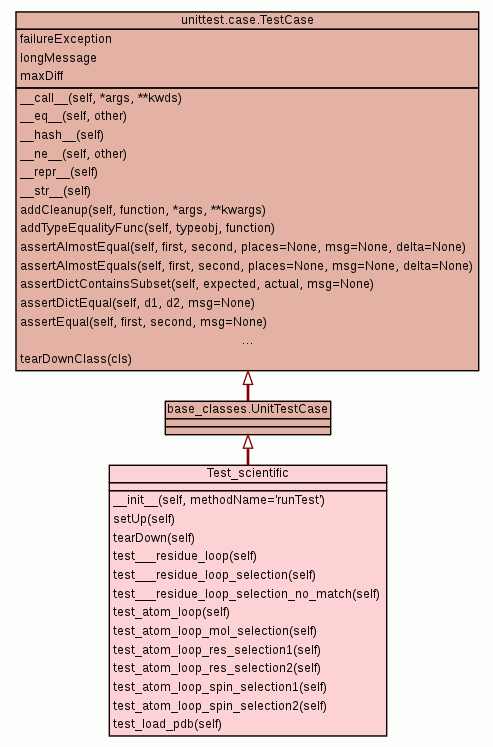 unittest.case.TestCase
failureException
longMessage
maxDiff
__call__(self, *args, **kwds)
__eq__(self, other)
__hash__(self)
__ne__(self, other)
__repr__(self)
__str__(self)
addCleanup(self, function, *args, **kwargs)
addTypeEqualityFunc(self, typeobj, function)
assertAlmostEqual(self, first, second, places=None, msg=None, delta=None)
assertAlmostEquals(self, first, second, places=None, msg=None, delta=None)
assertDictContainsSubset(self, expected, actual, msg=None)
assertDictEqual(self, d1, d2, msg=None)
assertEqual(self, first, second, msg=None)
...
tearDownClass(cls)
base_classes.UnitTestCase
Test_scientific
__init__(self, methodName='runTest')
setUp(self)
tearDown(self)
test___residue_loop(self)
test___residue_loop_selection(self)
test___residue_loop_selection_no_match(self)
test_atom_loop(self)
test_atom_loop_mol_selection(self)
test_atom_loop_res_selection1(self)
test_atom_loop_res_selection2(self)
test_atom_loop_spin_selection1(self)
test_atom_loop_spin_selection2(self)
test_load_pdb(self)